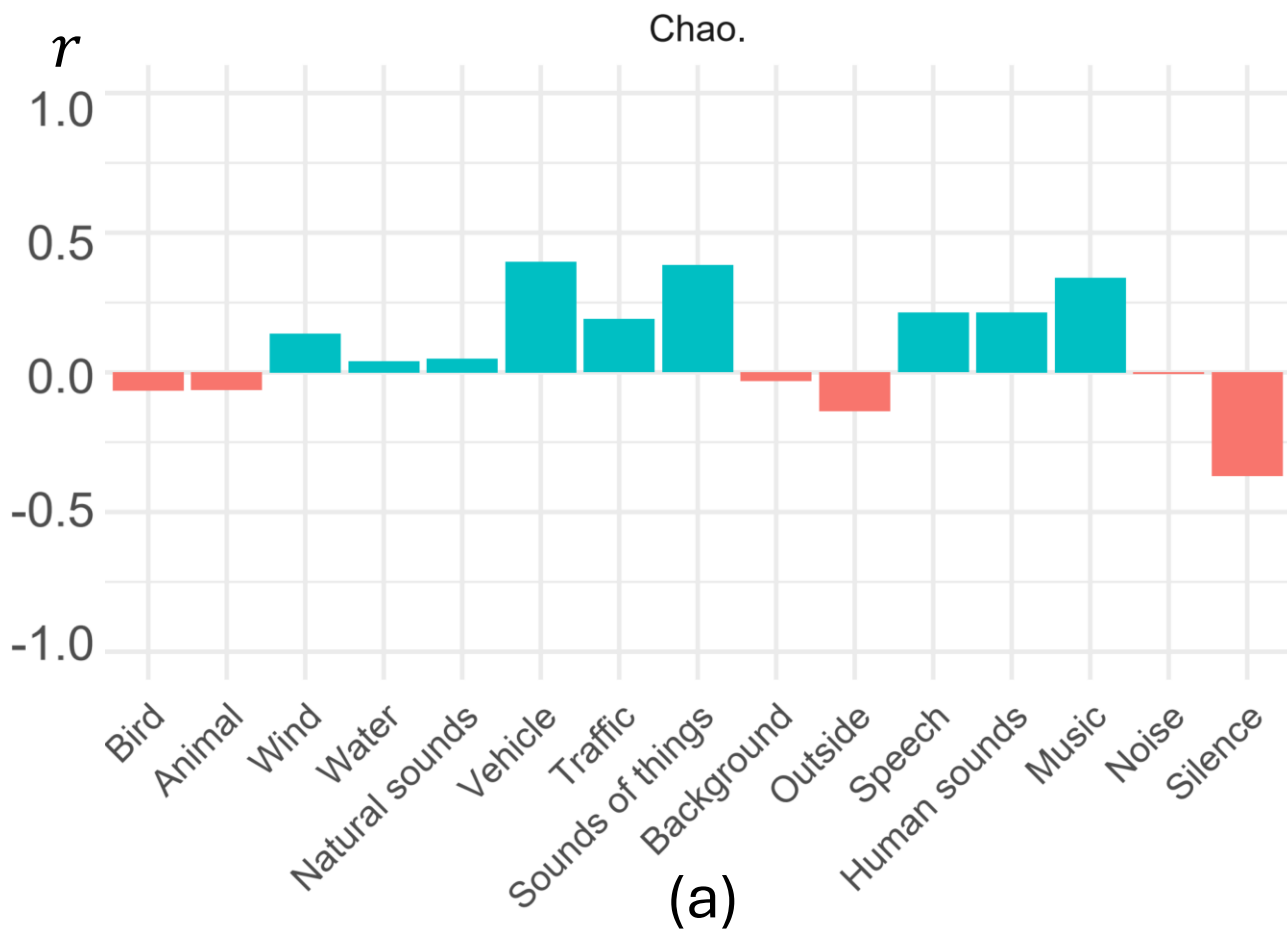 Chao.
r
1.0
0.5
0.0
-0.5
-1.0
Bird
Animal
Wind
Water
Natural sounds
Vehicle
Traffic
Sounds of things
Background
Outside
Speech
Human sounds
Music
Noise
Silence
(a)